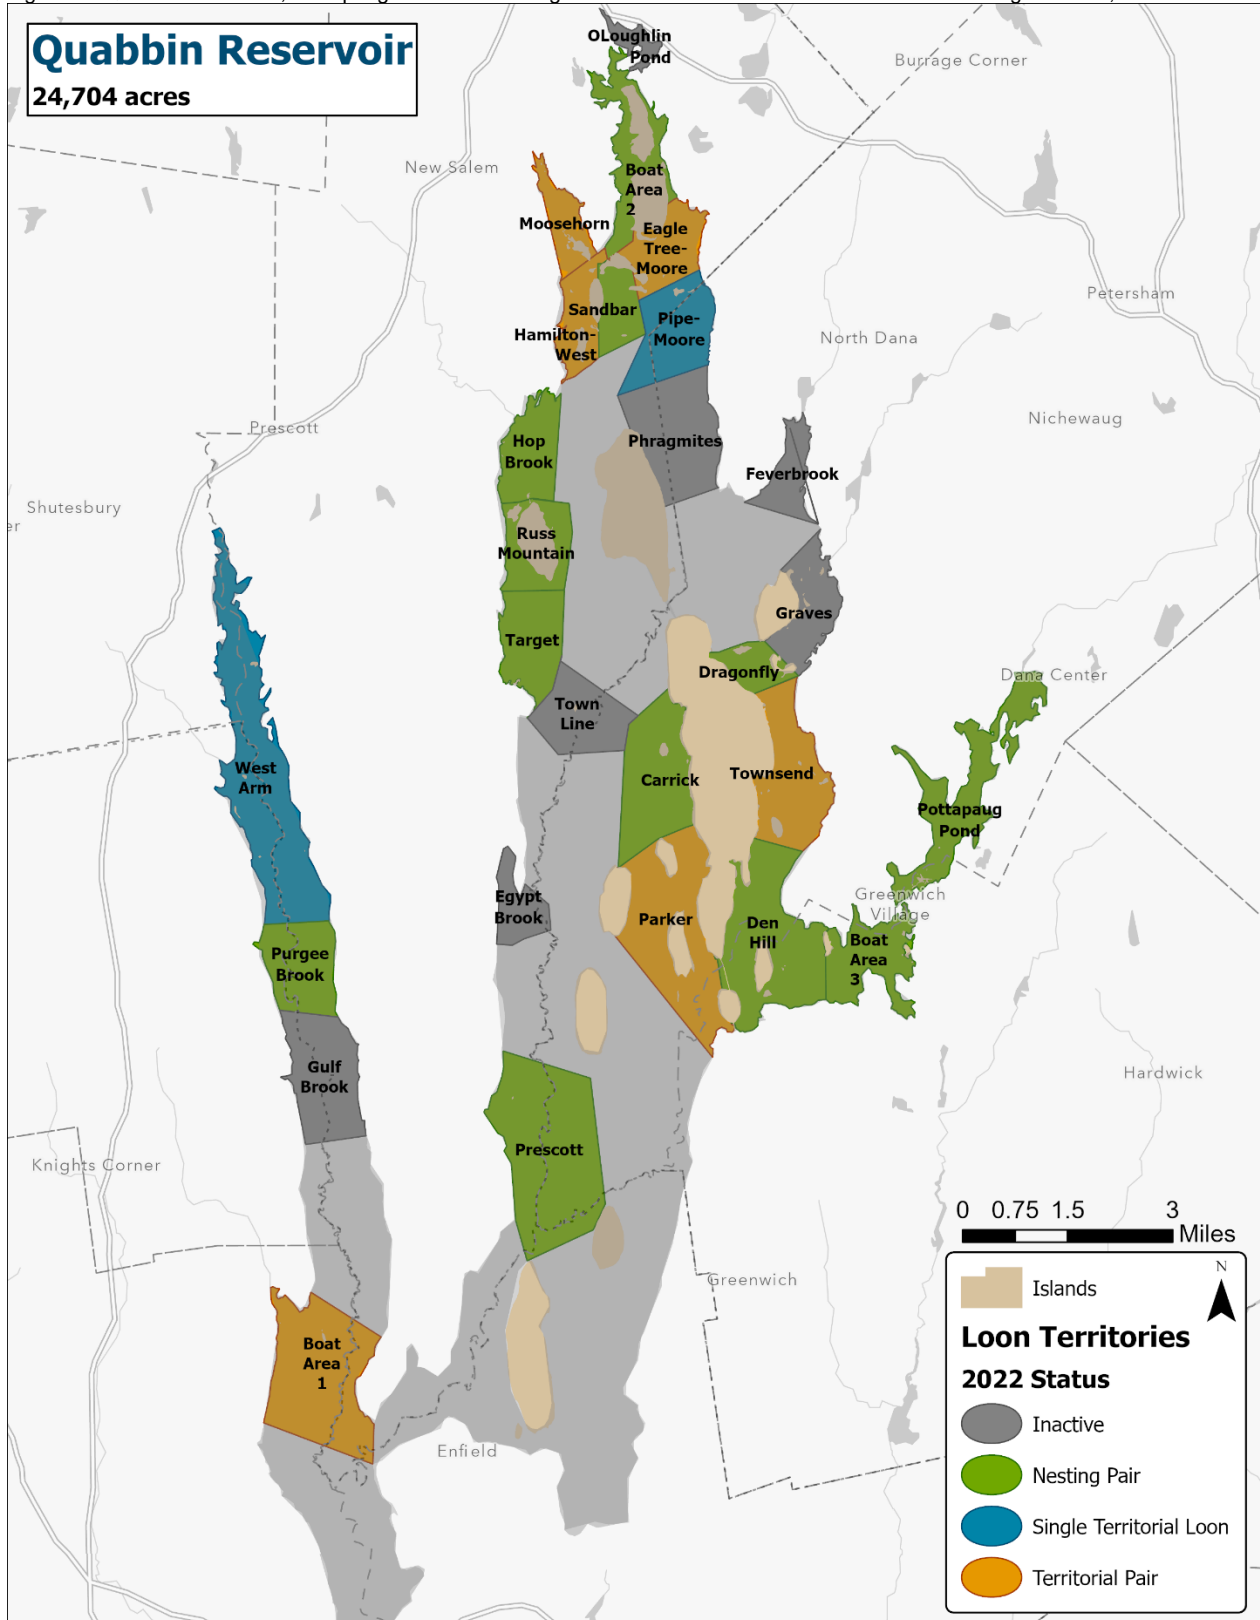 Quabbin Reservoir
24,704 acres
OLoughlin
Pond
Burrage Corner
New Salem
Boat
Area
2
Moosehorn
Eagle
Tree-
Moore
Petersham
Sandbar
Pipe-
Moore
Hamilton-
West
North Dana
Nichewaug
Prescott
Hop
Brook
Phragmites
Feverbrook
Shutesbury
er
Russ
Mountain
Graves
Target
Dragonfly
Dana Center
Town
Line
West
Arm
Carrick
Townsend
Pottapaug
Pond
Egypt
Brook
Greenwich
Village
Parker
Den
Hill
Boat
Area
3
Purgee
Brook
Gulf
Brook
Hardwick
Prescott
Knights Corner
Greenwich
Boat
Area
1
Enfield
0 0.75 1.5 3
Miles
N
Islands
Loon Territories
2022 Status
Inactive
Nesting Pair
Single Territorial Loon
Territorial Pair